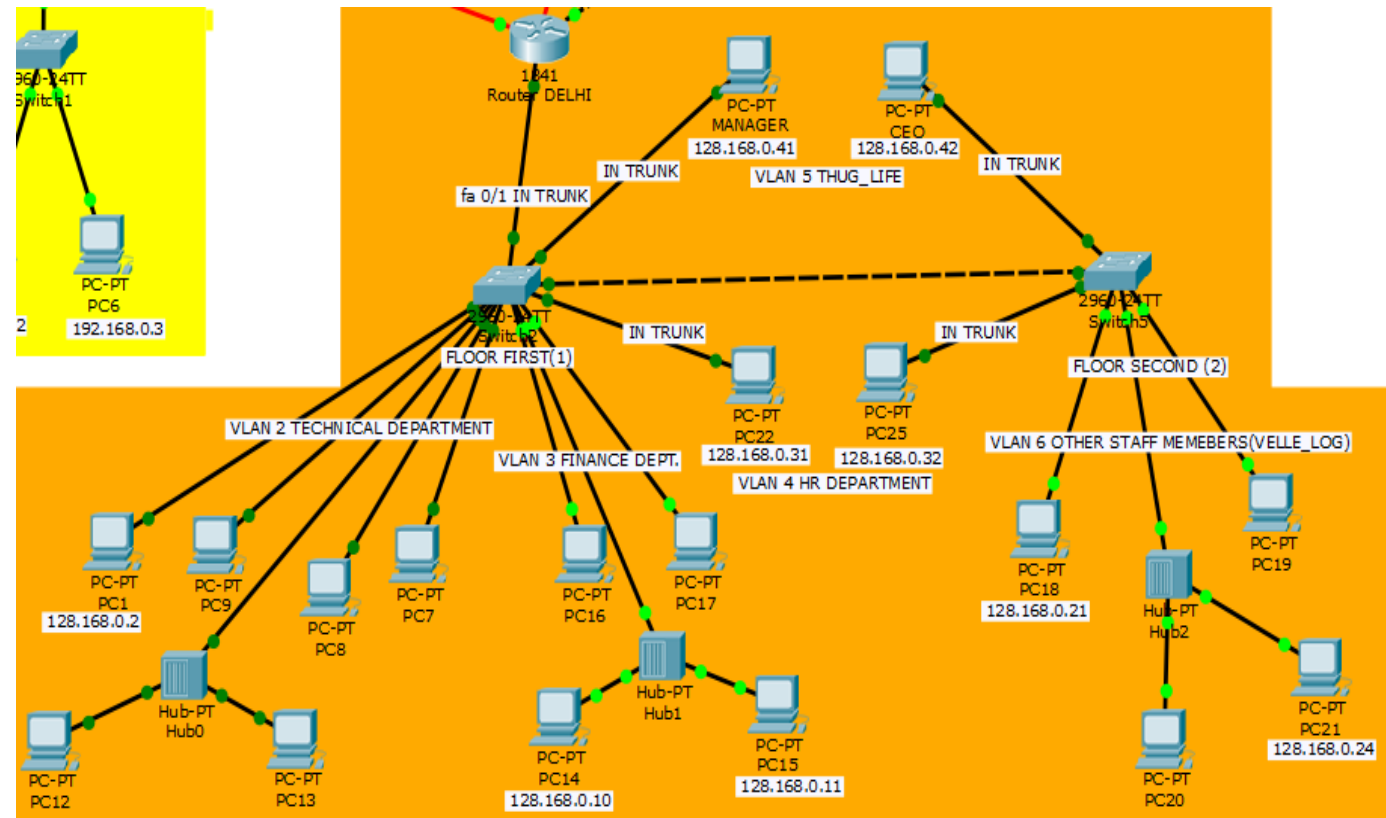 960-24TT
Switch1
PC-PT
PC6
2
192.168.0.3
1841
Router DELHI
PC-PT
MANAGER
128.168.0.41
PC-PT
CEO
128.168.0.42
IN TRUNK
IN TRUNK
VLAN 5 THUG_LIFE
fa 0/1 IN TRUNK
2960-24TT
Switch2
FLOOR FIRST(1)
2960-24TT
Switch5
FLOOR SECOND (2)
IN TRUNK
IN TRUNK
PC-PT
PC22
128.168.0.31
PC-PT
PC25
128.168.0.32
VLAN 4 HR DEPARTMENT
VLAN 2 TECHNICAL DEPARTMENT
VLAN 3 FINANCE DEPT.
VLAN 6 OTHER STAFF MEMEBERS(VELLE_LOG)
PC-PT
PC1
128.168.0.2
PC-PT
PC9
PC-PT
PC8
PC-PT
PC7
PC-PT
PC16
PC-PT
PC17
PC-PT
PC18
128.168.0.21
Hub-PT
Hub2
PC-PT
PC19
Hub-PT
Hub0
Hub-PT
Hub1
PC-PT
PC12
PC-PT
PC13
PC-PT
PC14
128.168.0.10
PC-PT
PC15
128.168.0.11
PC-PT
PC20
PC-PT
PC21
128.168.0.24